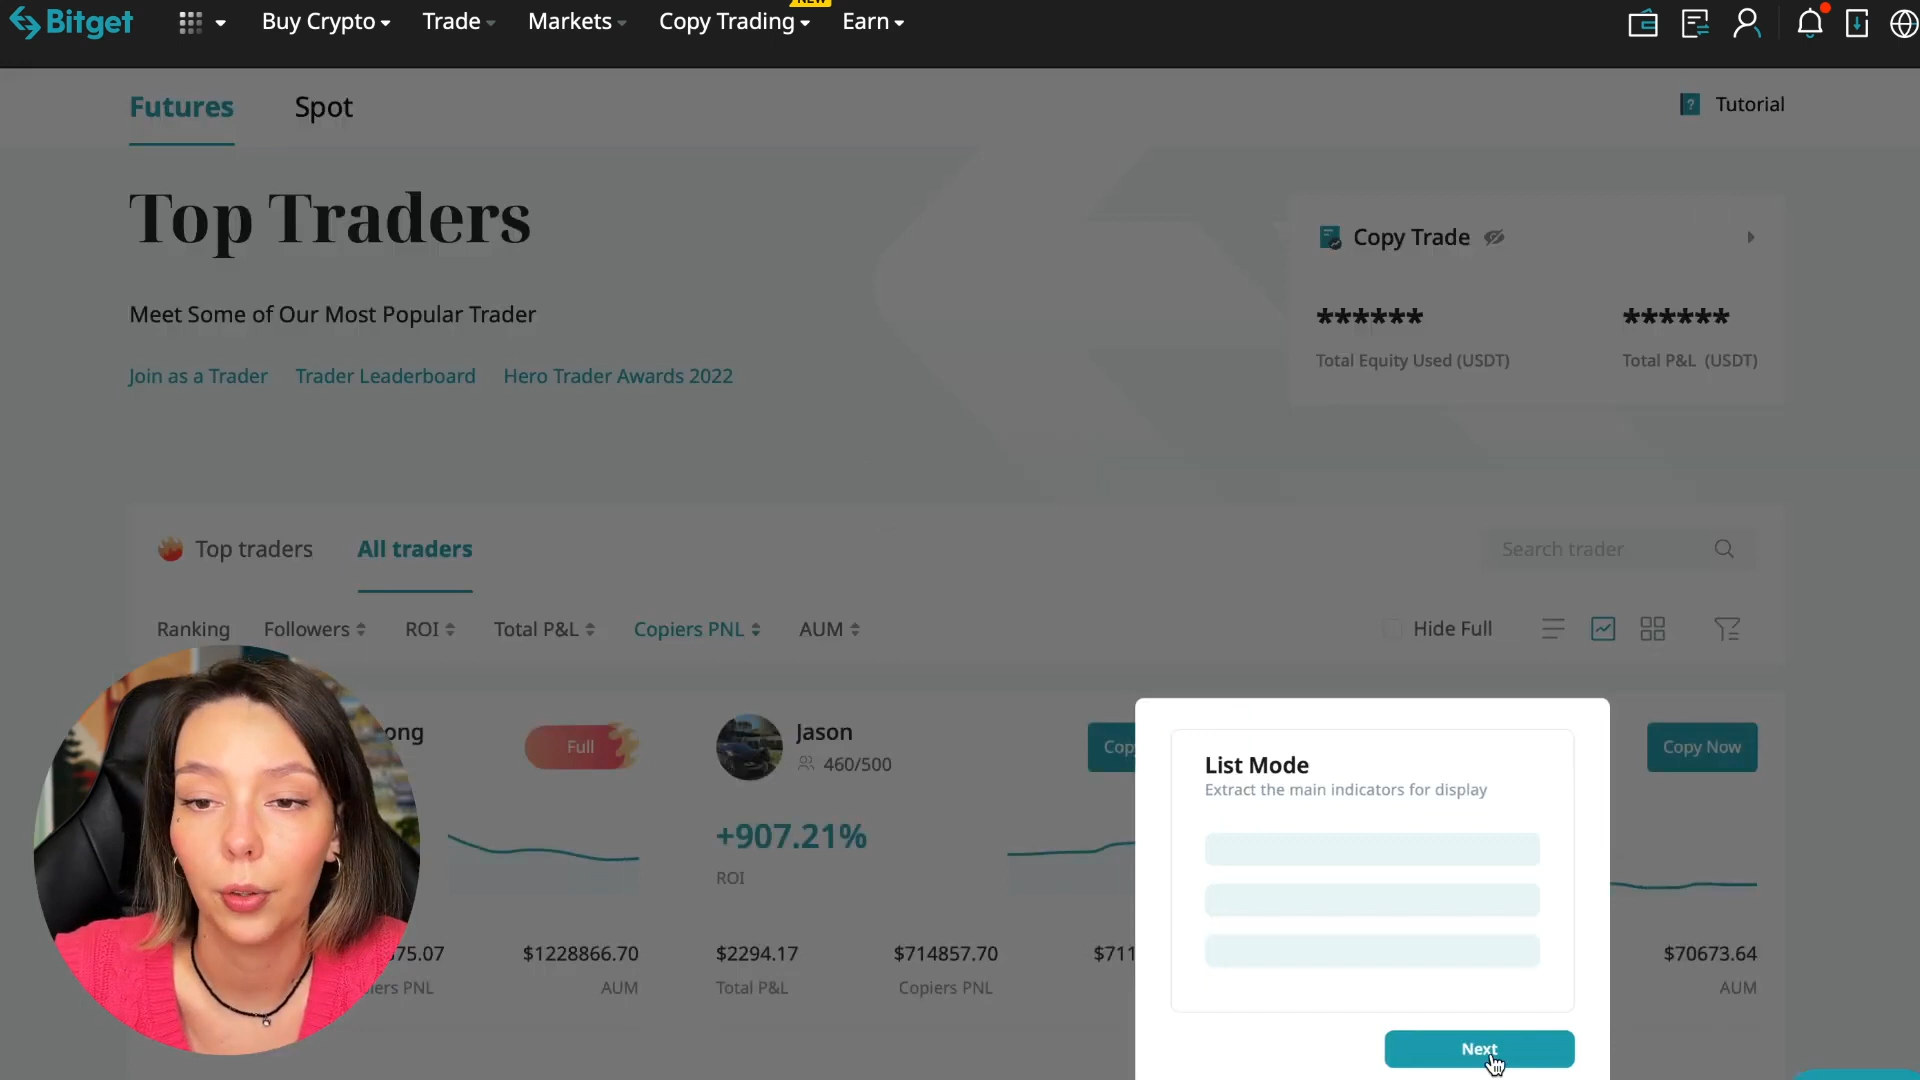 Bitget
Buy Crypto
Trade
Markets
Copy Trading
NEW
Earn
Futures
Spot
Tutorial
Top Traders
Meet Some of Our Most Popular Trader
Join as a Trader
Trader Leaderboard
Hero Trader Awards 2022
Copy Trade
******
******
Total Equity Used (USDT)
Total P&L (USDT)
Top traders
All traders
Search trader
Ranking
Followers
ROI
Total P&L
Copiers PNL
AUM
Hide Full
ong
Full
Jason
460/500
Cop
Copy Now
+907.21%
ROI
75.07
$1228866.70
iers PNL
AUM
$2294.17
$714857.70
$711
Total P&L
Copiers PNL
$70673.64
AUM
List Mode
Extract the main indicators for display
Next